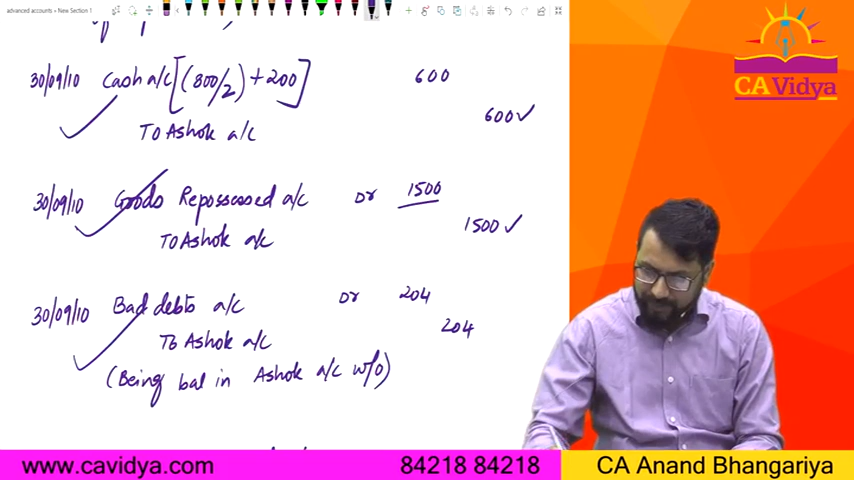 advanced accounts » New Section 1
30/09/10 Cash a/c [(800/2) + 200] 600
600✓
To Ashok a/c
30/09/10 Goods Repossessed a/c Dr 1500
1500✓
To Ashok a/c
30/09/10 Bad debts a/c Dr 204
204
To Ashok a/c
(Being bal in Ashok a/c w/o)
CA Vidya
www.cavidya.com 84218 84218 CA Anand Bhangariya